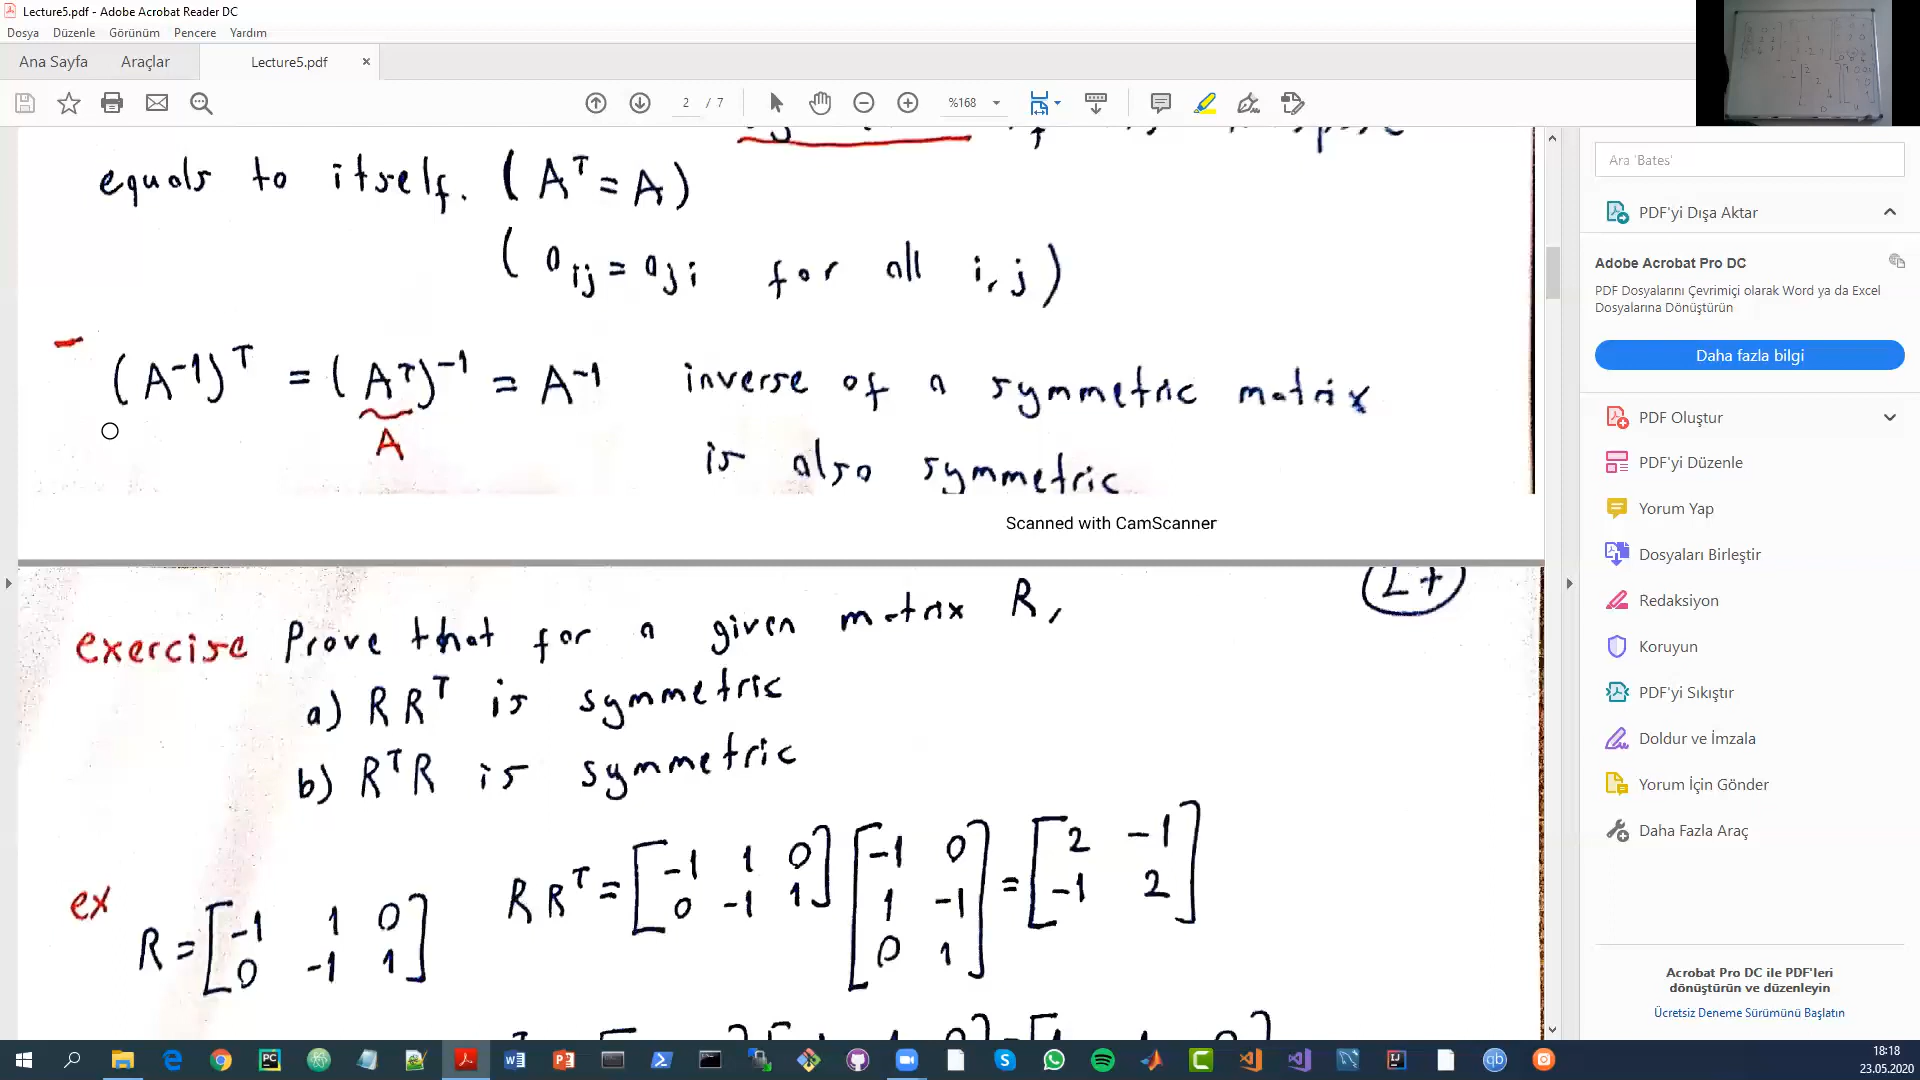 Lecture5.pdf - Adobe Acrobat Reader DC
Dosya Düzenle Görünüm Pencere Yardım
Ana Sayfa Araçlar Lecture5.pdf ×
2 / 7 %168
equals to itself. (Aᵀ = A)
(aij = aji for all i, j)
- (A⁻¹)ᵀ = (Aᵀ)⁻¹ = A⁻¹ inverse of a symmetric matrix
A
is also symmetric
Scanned with CamScanner
exercise Prove that for a given matrix R,
a) R Rᵀ is symmetric
b) RᵀR is symmetric
ex R = [-1 1 0
0 -1 1]
R Rᵀ = [-1 1 0
0 -1 1] [-1 0
1 -1
0 1] = [2 -1
-1 2]
Ara 'Bates'
PDF'yi Dışa Aktar
Adobe Acrobat Pro DC
PDF Dosyalarını Çevrimiçi olarak Word ya da Excel
Dosyalarına Dönüştürün
Daha fazla bilgi
PDF Oluştur
PDF'yi Düzenle
Yorum Yap
Dosyaları Birleştir
Redaksiyon
Koruyun
PDF'yi Sıkıştır
Doldur ve İmzala
Yorum İçin Gönder
Daha Fazla Araç
Acrobat Pro DC ile PDF'leri
dönüştürün ve düzenleyin
Ücretsiz Deneme Sürümünü Başlatın
18:18
23.05.2020